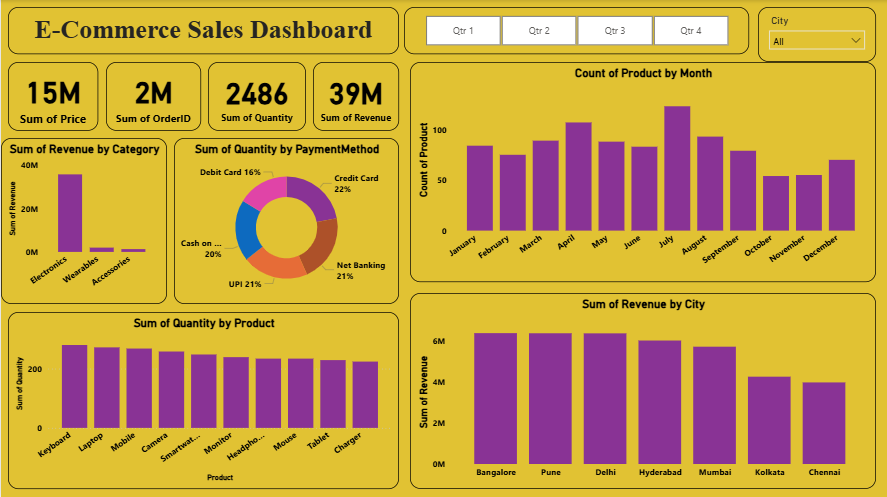 E-Commerce Sales Dashboard
Qtr 1
Qtr 2
Qtr 3
Qtr 4
City
All
15M
Sum of Price
2M
Sum of OrderID
2486
Sum of Quantity
39M
Sum of Revenue
Sum of Revenue by Category
Sum of Revenue
40M
20M
0M
Electronics
Wearables
Accessories
Sum of Quantity by PaymentMethod
Debit Card 16%
Credit Card
22%
Cash on ...
20%
Net Banking
21%
UPI 21%
Count of Product by Month
Count of Product
100
50
0
January
February
March
April
May
June
July
August
September
October
November
December
Sum of Quantity by Product
Sum of Quantity
200
0
Keyboard
Laptop
Mobile
Camera
Smartwat...
Monitor
Headpho...
Mouse
Tablet
Charger
Product
Sum of Revenue by City
Sum of Revenue
6M
4M
2M
0M
Bangalore
Pune
Delhi
Hyderabad
Mumbai
Kolkata
Chennai